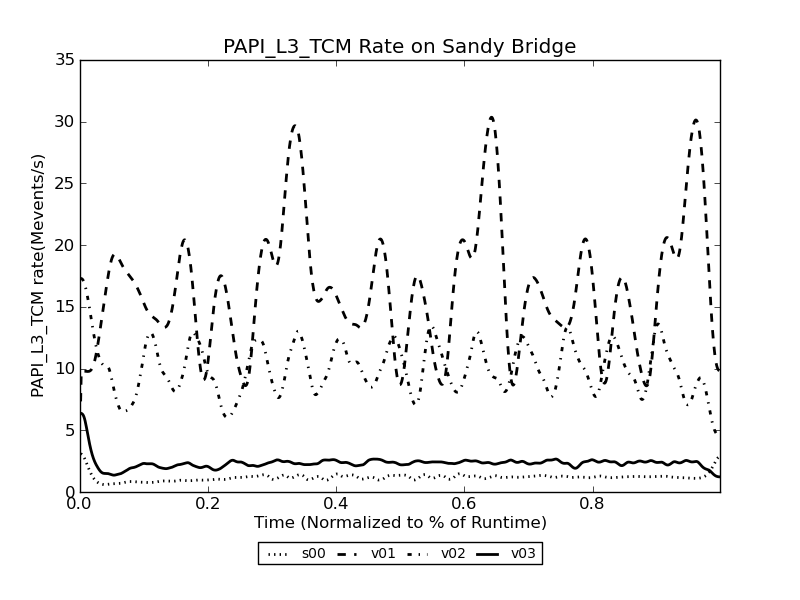 PAPI_L3_TCM Rate on Sandy Bridge
35
30
25
20
15
10
5
0
PAPI_L3_TCM rate(Mevents/s)
0.0 0.2 0.4 0.6 0.8
Time (Normalized to % of Runtime)
s00 v01 v02 v03